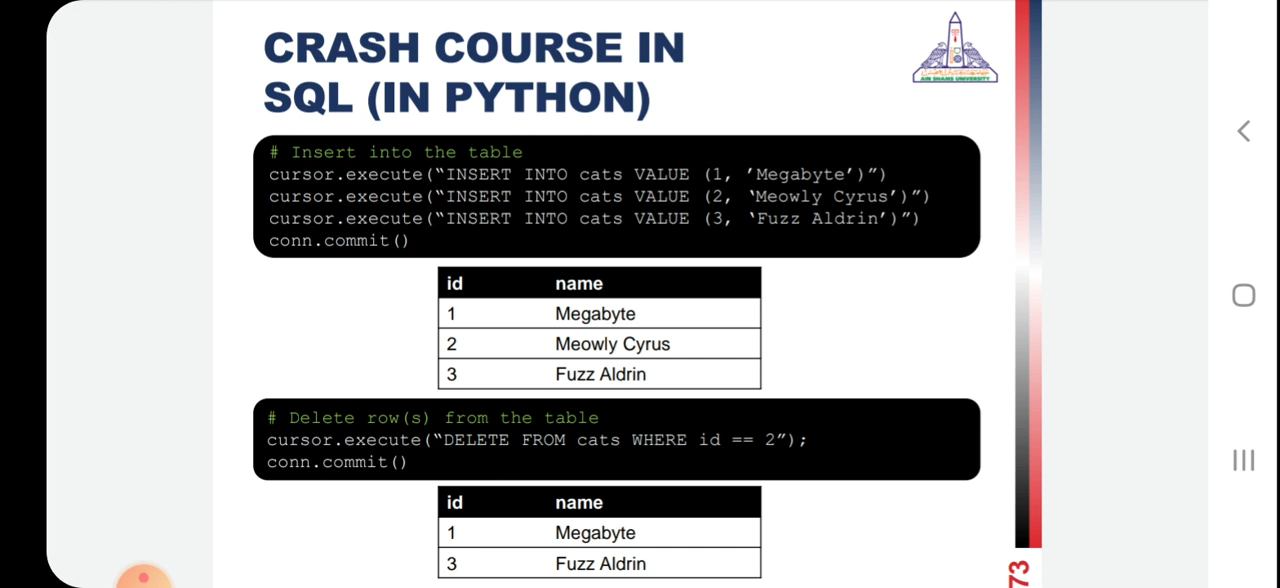 CRASH COURSE IN
SQL (IN PYTHON)
AIN SHAMS UNIVERSITY
# Insert into the table
cursor.execute(“INSERT INTO cats VALUE (1, ’Megabyte’)”)
cursor.execute(“INSERT INTO cats VALUE (2, ‘Meowly Cyrus’)”)
cursor.execute(“INSERT INTO cats VALUE (3, ‘Fuzz Aldrin’)”)
conn.commit()
id name
1 Megabyte
2 Meowly Cyrus
3 Fuzz Aldrin
# Delete row(s) from the table
cursor.execute(“DELETE FROM cats WHERE id == 2”);
conn.commit()
id name
1 Megabyte
3 Fuzz Aldrin
73